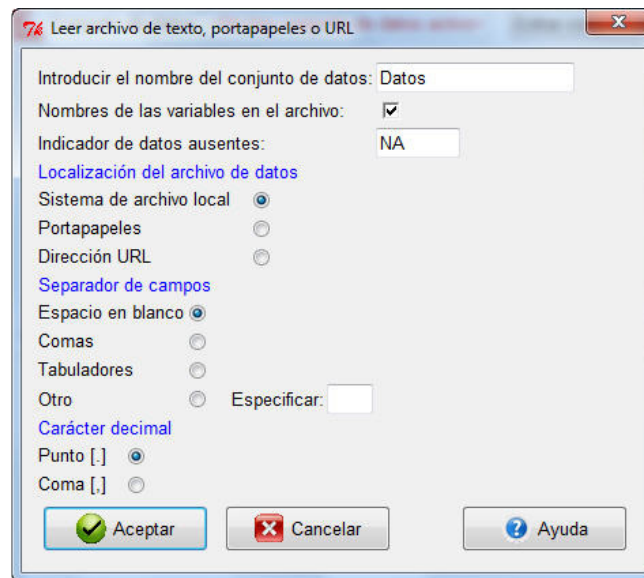 Leer archivo de texto, portapapeles o URL
Introducir el nombre del conjunto de datos: Datos
Nombres de las variables en el archivo:
Indicador de datos ausentes: NA
Localización del archivo de datos
Sistema de archivo local
Portapapeles
Dirección URL
Separador de campos
Espacio en blanco
Comas
Tabuladores
Otro Especificar:
Carácter decimal
Punto [.]
Coma [,]
Aceptar Cancelar Ayuda